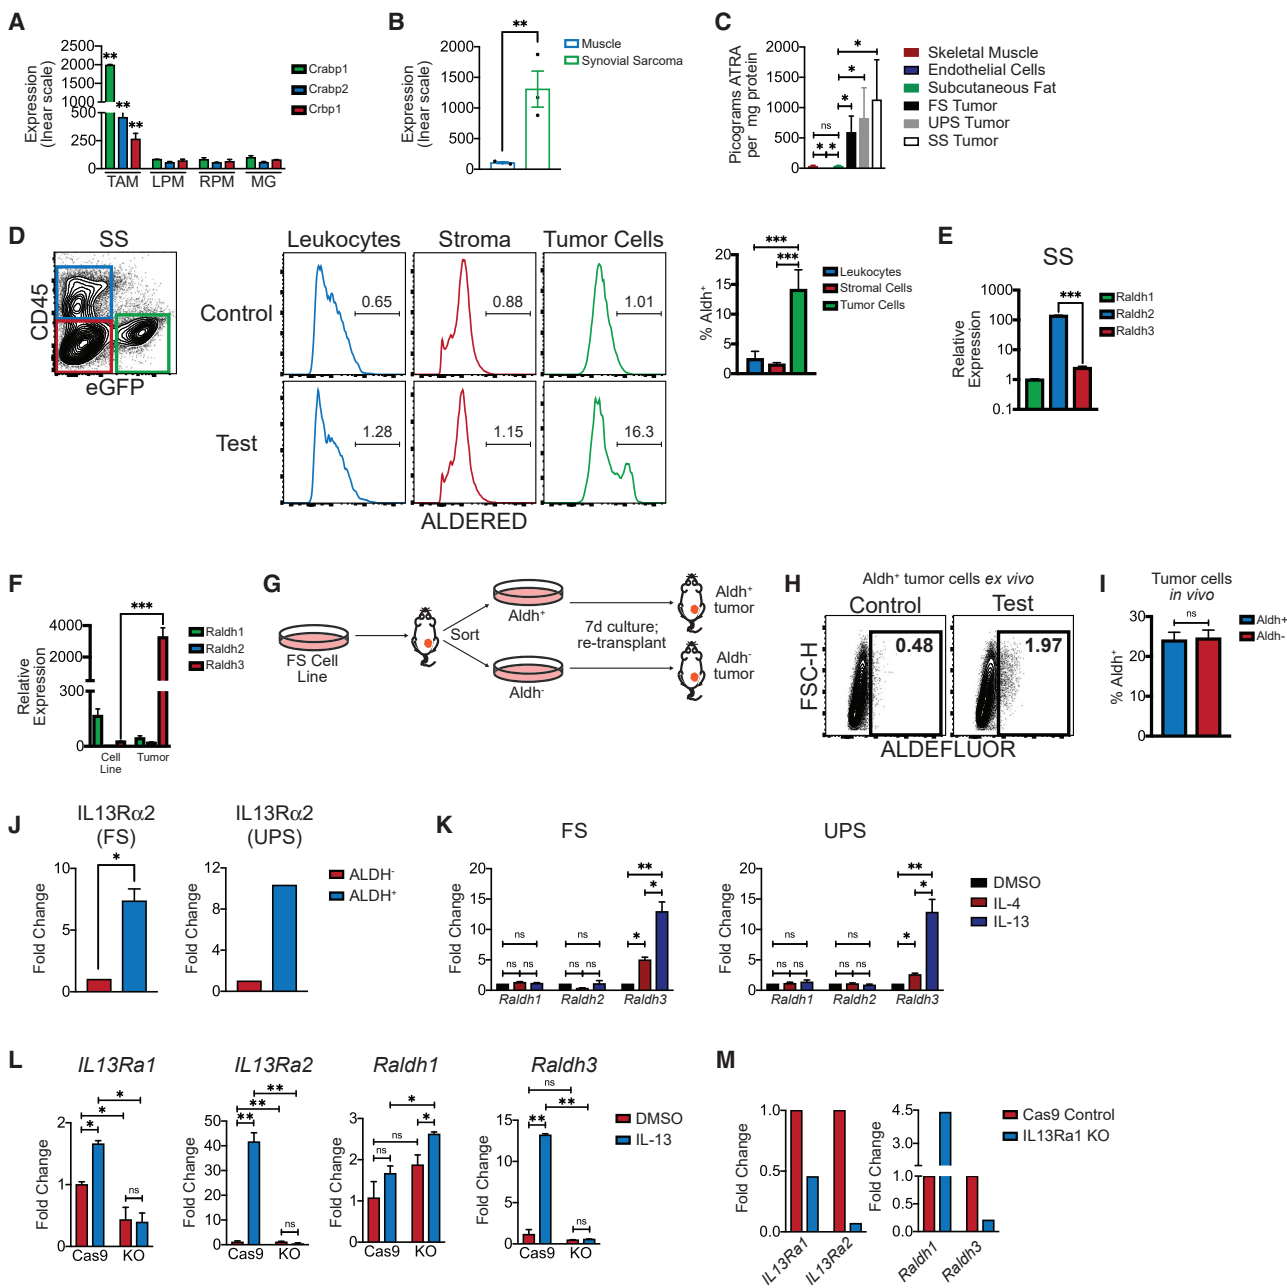 A
Expression
(linear scale)
2500
2000
1500
1000
500
250
0
**
**
**
TAM
LPM
RPM
MG
Crabp1
Crabp2
Crbp1
B
Expression
(lnear scale)
2000
1500
1000
500
0
**
Muscle
Synovial Sarcoma
C
Picograms ATRA
per mg protein
2000
1500
1000
500
0
*
*
*
ns
* *
Skeletal Muscle
Endothelial Cells
Subcutaneous Fat
FS Tumor
UPS Tumor
SS Tumor
D
SS
CD45
eGFP
Leukocytes
Stroma
Tumor Cells
Control
0.65
0.88
1.01
Test
1.28
1.15
16.3
ALDERED
% Aldh⁺
20
15
10
5
0
***
***
Leukocytes
Stromal Cells
Tumor Cells
E
SS
Relative
Expression
1000
100
10
1
0.1
***
Raldh1
Raldh2
Raldh3
F
Relative
Expression
4000
2000
300
0
***
Cell
Line
Tumor
Raldh1
Raldh2
Raldh3
G
FS Cell
Line
Sort
Aldh⁺
Aldh⁻
7d culture;
re-transplant
Aldh⁺
tumor
Aldh⁻
tumor
H
Aldh⁺ tumor cells ex vivo
Control
Test
FSC-H
0.48
1.97
ALDEFLUOR
I
Tumor cells
in vivo
% Aldh⁺
30
20
10
0
ns
Aldh+
Aldh-
J
IL13Rα2
(FS)
Fold Change
10
5
0
*
IL13Rα2
(UPS)
Fold Change
12
8
4
0
ALDH⁻
ALDH⁺
K
FS
Fold Change
20
15
10
5
0
ns
ns
ns
ns
ns
ns
**
*
*
Raldh1
Raldh2
Raldh3
UPS
Fold Change
20
15
10
5
0
ns
ns
ns
ns
ns
ns
**
*
*
Raldh1
Raldh2
Raldh3
DMSO
IL-4
IL-13
L
IL13Ra1
Fold Change
2
1
0
*
*
*
ns
Cas9
KO
IL13Ra2
Fold Change
50
40
30
20
10
0
**
**
**
ns
Cas9
KO
Raldh1
Fold Change
3
2
1
0
*
*
ns
ns
Cas9
KO
Raldh3
Fold Change
15
10
5
0
ns
**
**
ns
Cas9
KO
DMSO
IL-13
M
Fold Change
1.0
0.5
0.0
IL13Ra1
IL13Ra2
Fold Change
4.5
3.0
1.0
0.5
0.0
Raldh1
Raldh3
Cas9 Control
IL13Ra1 KO